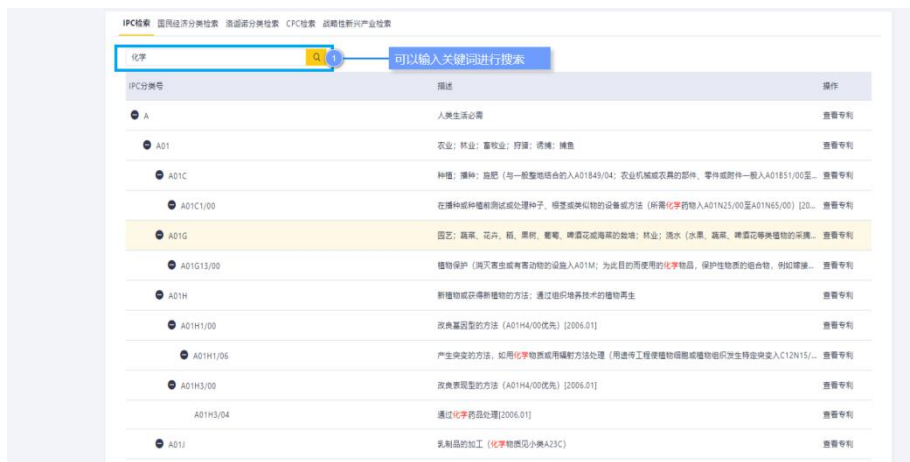 IPC检索 国民经济分类检索 洛迦诺分类检索 CPC检索 战略性新兴产业检索
化学 1 可以输入关键词进行搜索
IPC分类号 描述 操作
A 人类生活必需 查看专利
A01 农业；林业；畜牧业；狩猎；诱捕；捕鱼 查看专利
A01C 种植；播种；施肥（与一般整地结合的入A01B49/04；农业机械或农具的部件、零件或附件一般入A01B51/00至... 查看专利
A01C1/00 在播种或种植前测试或处理种子、根茎或类似物的设备或方法（所需化学药物入A01N25/00至A01N65/00）[20... 查看专利
A01G 园艺；蔬菜、花卉、稻、果树、葡萄、啤酒花或海菜的栽培；林业；浇水（水果、蔬菜、啤酒花等类植物的采摘... 查看专利
A01G13/00 植物保护（消灭害虫或有害动物的设施入A01M；为此目的而使用的化学物品，保护性物质的组合物，例如嫁接... 查看专利
A01H 新植物或获得新植物的方法；通过组织培养技术的植物再生 查看专利
A01H1/00 改良基因型的方法（A01H4/00优先）[2006.01] 查看专利
A01H1/06 产生突变的方法，如用化学物质或用辐射方法处理（用遗传工程使植物细胞或植物组织发生特定突变入C12N15/... 查看专利
A01H3/00 改良表现型的方法（A01H4/00优先）[2006.01] 查看专利
A01H3/04 通过化学药品处理[2006.01] 查看专利
A01J 乳制品的加工（化学物质见小类A23C） 查看专利